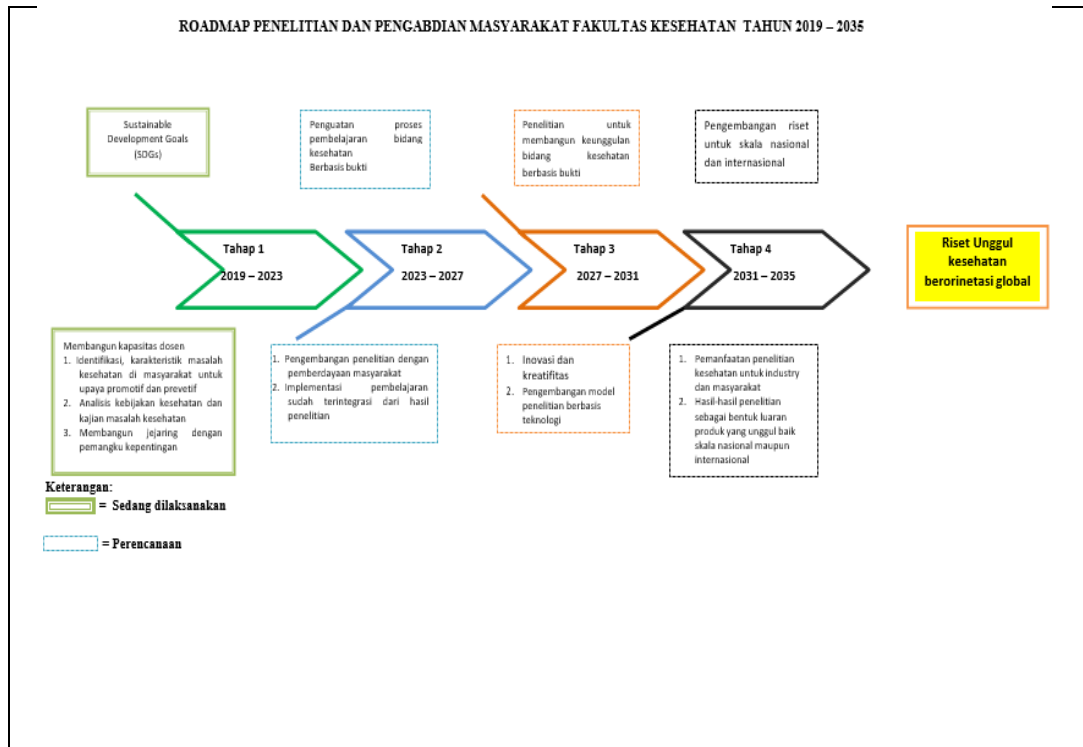 ROADMAP PENELITIAN DAN PENGABDIAN MASYARAKAT FAKULTAS KESEHATAN TAHUN 2019 – 2035
Sustainable
Development Goals
(SDGs)
Penguatan proses
pembelajaran bidang
kesehatan
Berbasis bukti
Penelitian untuk
membangun keunggulan
bidang kesehatan
berbasis bukti
Pengembangan riset
untuk skala nasional
dan internasional
Tahap 1
2019 – 2023
Tahap 2
2023 – 2027
Tahap 3
2027 – 2031
Tahap 4
2031 – 2035
Riset Unggul
kesehatan
berorinetasi global
Membangun kapasitas dosen
1. Identifikasi, karakteristik masalah
kesehatan di masyarakat untuk
upaya promotif dan prevetif
2. Analisis kebijakan kesehatan dan
kajian masalah kesehatan
3. Membangun jejaring dengan
pemangku kepentingan
1. Pengembangan penelitian dengan
pemberdayaan masyarakat
2. Implementasi pembelajaran
sudah terintegrasi dari hasil
penelitian
1. Inovasi dan
kreatifitas
2. Pengembangan model
penelitian berbasis
teknologi
1. Pemanfaatan penelitian
kesehatan untuk industry
dan masyarakat
2. Hasil-hasil penelitian
sebagai bentuk luaran
produk yang unggul baik
skala nasional maupun
internasional
Keterangan:
= Sedang dilaksanakan
= Perencanaan